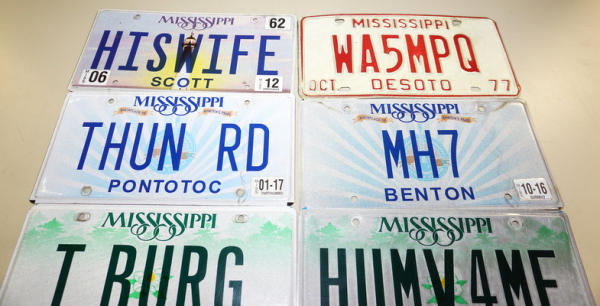 MISSISSIPPI 62
HISWIFE
06 SCOTT 12
MISSISSIPPI
WA5MPQ
OCT DESOTO 77
MISSISSIPPI
THUN RD
PONTOTOC 01-17
MISSISSIPPI
MH7
BENTON 10-16
MISSISSIPPI
T BURG
MISSISSIPPI
HUMV4ME